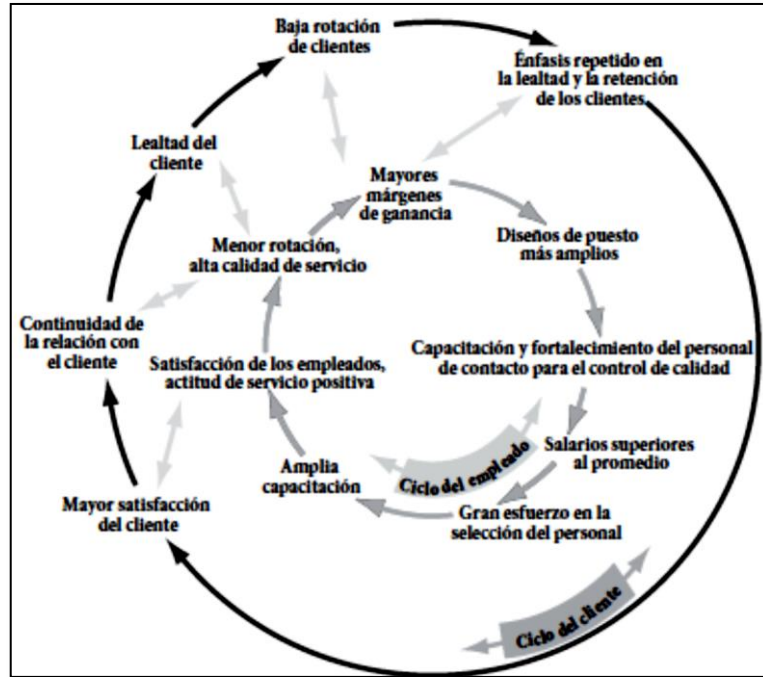 Baja rotación
de clientes
Énfasis repetido en
la lealtad y la retención
de los clientes
Lealtad del
cliente
Mayores
márgenes
de ganancia
Diseños de puesto
más amplios
Menor rotación,
alta calidad de servicio
Continuidad de
la relación con
el cliente
Satisfacción de los empleados,
actitud de servicio positiva
Capacitación y fortalecimiento del personal
de contacto para el control de calidad
Salarios superiores
al promedio
Amplia
capacitación
Ciclo del empleado
Gran esfuerzo en la
selección del personal
Mayor satisfacción
del cliente
Ciclo del cliente